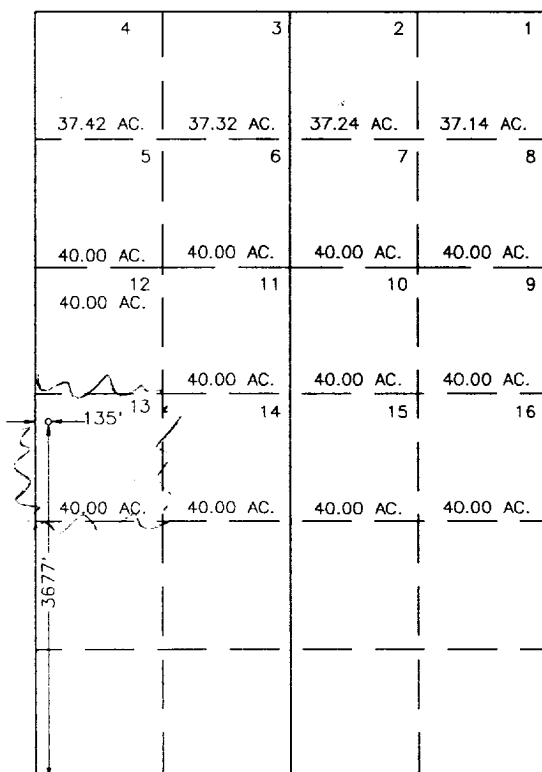 4 3 2 1
37.42 AC. 37.32 AC. 37.24 AC. 37.14 AC.
5 6 7 8
40.00 AC. 40.00 AC. 40.00 AC. 40.00 AC.
12 11 10 9
40.00 AC.
40.00 AC. 40.00 AC. 40.00 AC.
13 14 15 16
135'
40.00 AC. 40.00 AC. 40.00 AC. 40.00 AC.
3677'